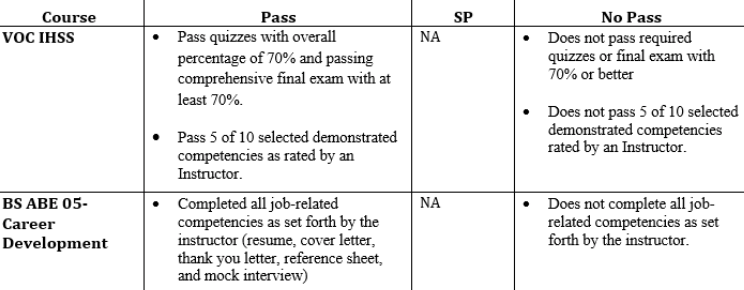 Course Pass SP No Pass
VOC IHSS
• Pass quizzes with overall
percentage of 70% and passing
comprehensive final exam with at
least 70%.
• Pass 5 of 10 selected demonstrated
competencies as rated by an
Instructor.
NA
• Does not pass required
quizzes or final exam with
70% or better
• Does not pass 5 of 10 selected
demonstrated competencies
rated by an Instructor.
BS ABE 05-
Career
Development
• Completed all job-related
competencies as set forth by the
instructor (resume, cover letter,
thank you letter, reference sheet,
and mock interview)
NA
• Does not complete all job-
related competencies as set
forth by the instructor.